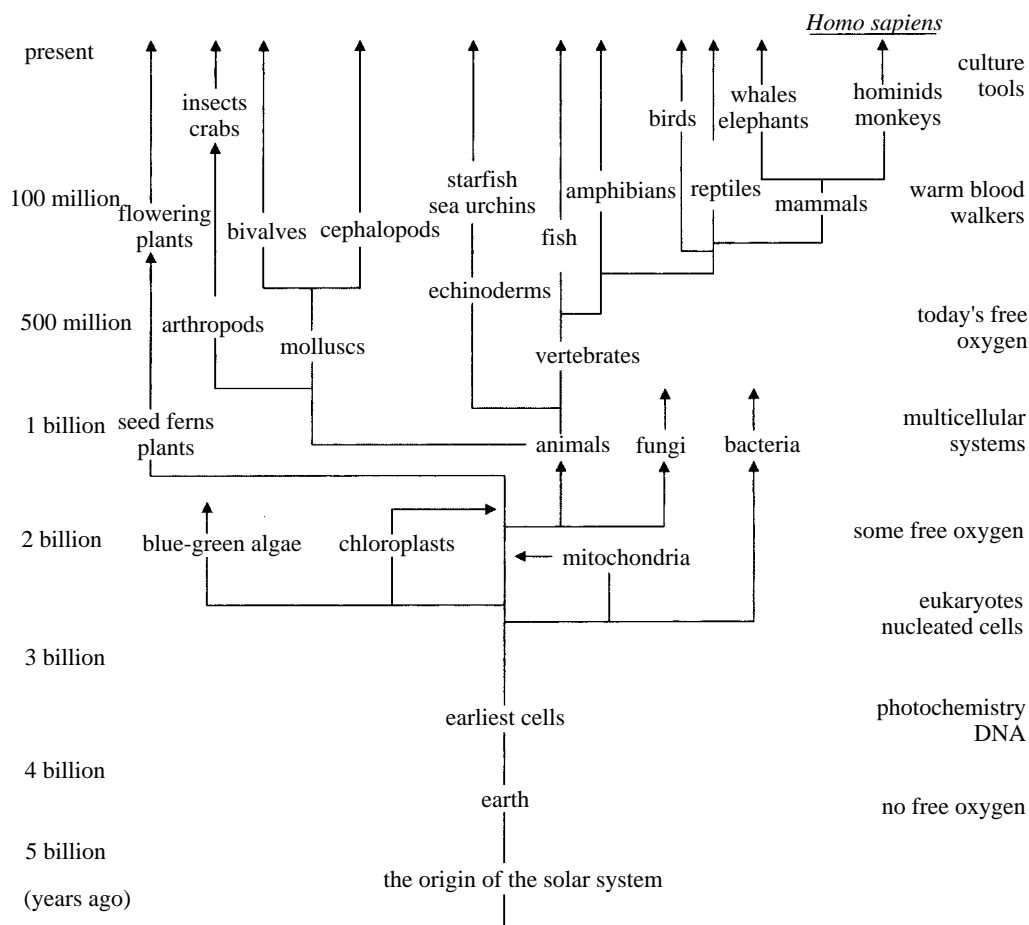 Homo sapiens
present
culture
tools
insects
crabs
birds
whales
elephants
hominids
monkeys
100 million
flowering
plants
bivalves
cephalopods
starfish
sea urchins
fish
amphibians
reptiles
mammals
warm blood
walkers
echinoderms
500 million
arthropods
molluscs
vertebrates
today's free
oxygen
1 billion
seed ferns
plants
animals
fungi
bacteria
multicellular
systems
2 billion
blue-green algae
chloroplasts
mitochondria
some free oxygen
eukaryotes
nucleated cells
3 billion
earliest cells
photochemistry
DNA
4 billion
earth
no free oxygen
5 billion
the origin of the solar system
(years ago)